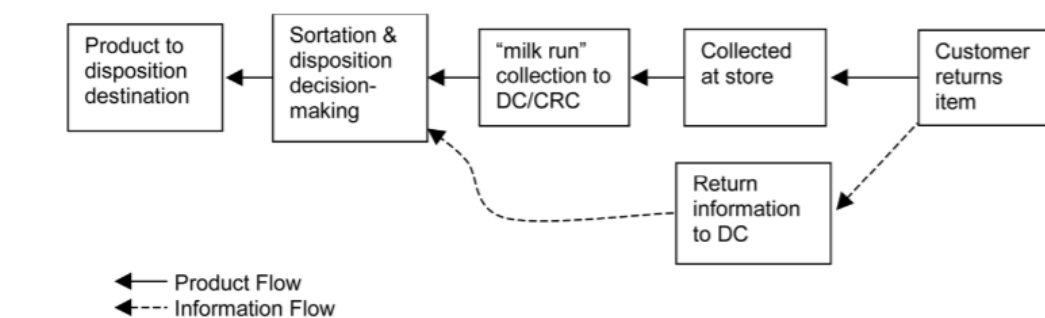 Product to
disposition
destination
Sortation &
disposition
decision-
making
“milk run”
collection to
DC/CRC
Collected
at store
Customer
returns
item
Return
information
to DC
Product Flow
Information Flow